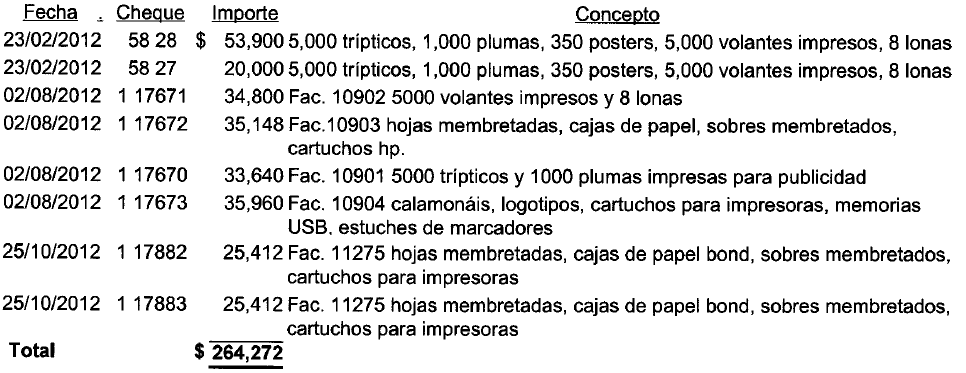 Fecha . Cheque Importe Concepto
23/02/2012 58 28 $ 53,900 5,000 trípticos, 1,000 plumas, 350 posters, 5,000 volantes impresos, 8 lonas
23/02/2012 58 27 20,000 5,000 trípticos, 1,000 plumas, 350 posters, 5,000 volantes impresos, 8 lonas
02/08/2012 1 17671 34,800 Fac. 10902 5000 volantes impresos y 8 lonas
02/08/2012 1 17672 35,148 Fac.10903 hojas membretadas, cajas de papel, sobres membretados,
cartuchos hp.
02/08/2012 1 17670 33,640 Fac. 10901 5000 trípticos y 1000 plumas impresas para publicidad
02/08/2012 1 17673 35,960 Fac. 10904 calamonáis, logotipos, cartuchos para impresoras, memorias
USB, estuches de marcadores
25/10/2012 1 17882 25,412 Fac. 11275 hojas membretadas, cajas de papel bond, sobres membretados,
cartuchos para impresoras
25/10/2012 1 17883 25,412 Fac. 11275 hojas membretadas, cajas de papel bond, sobres membretados,
cartuchos para impresoras
Total $ 264,272